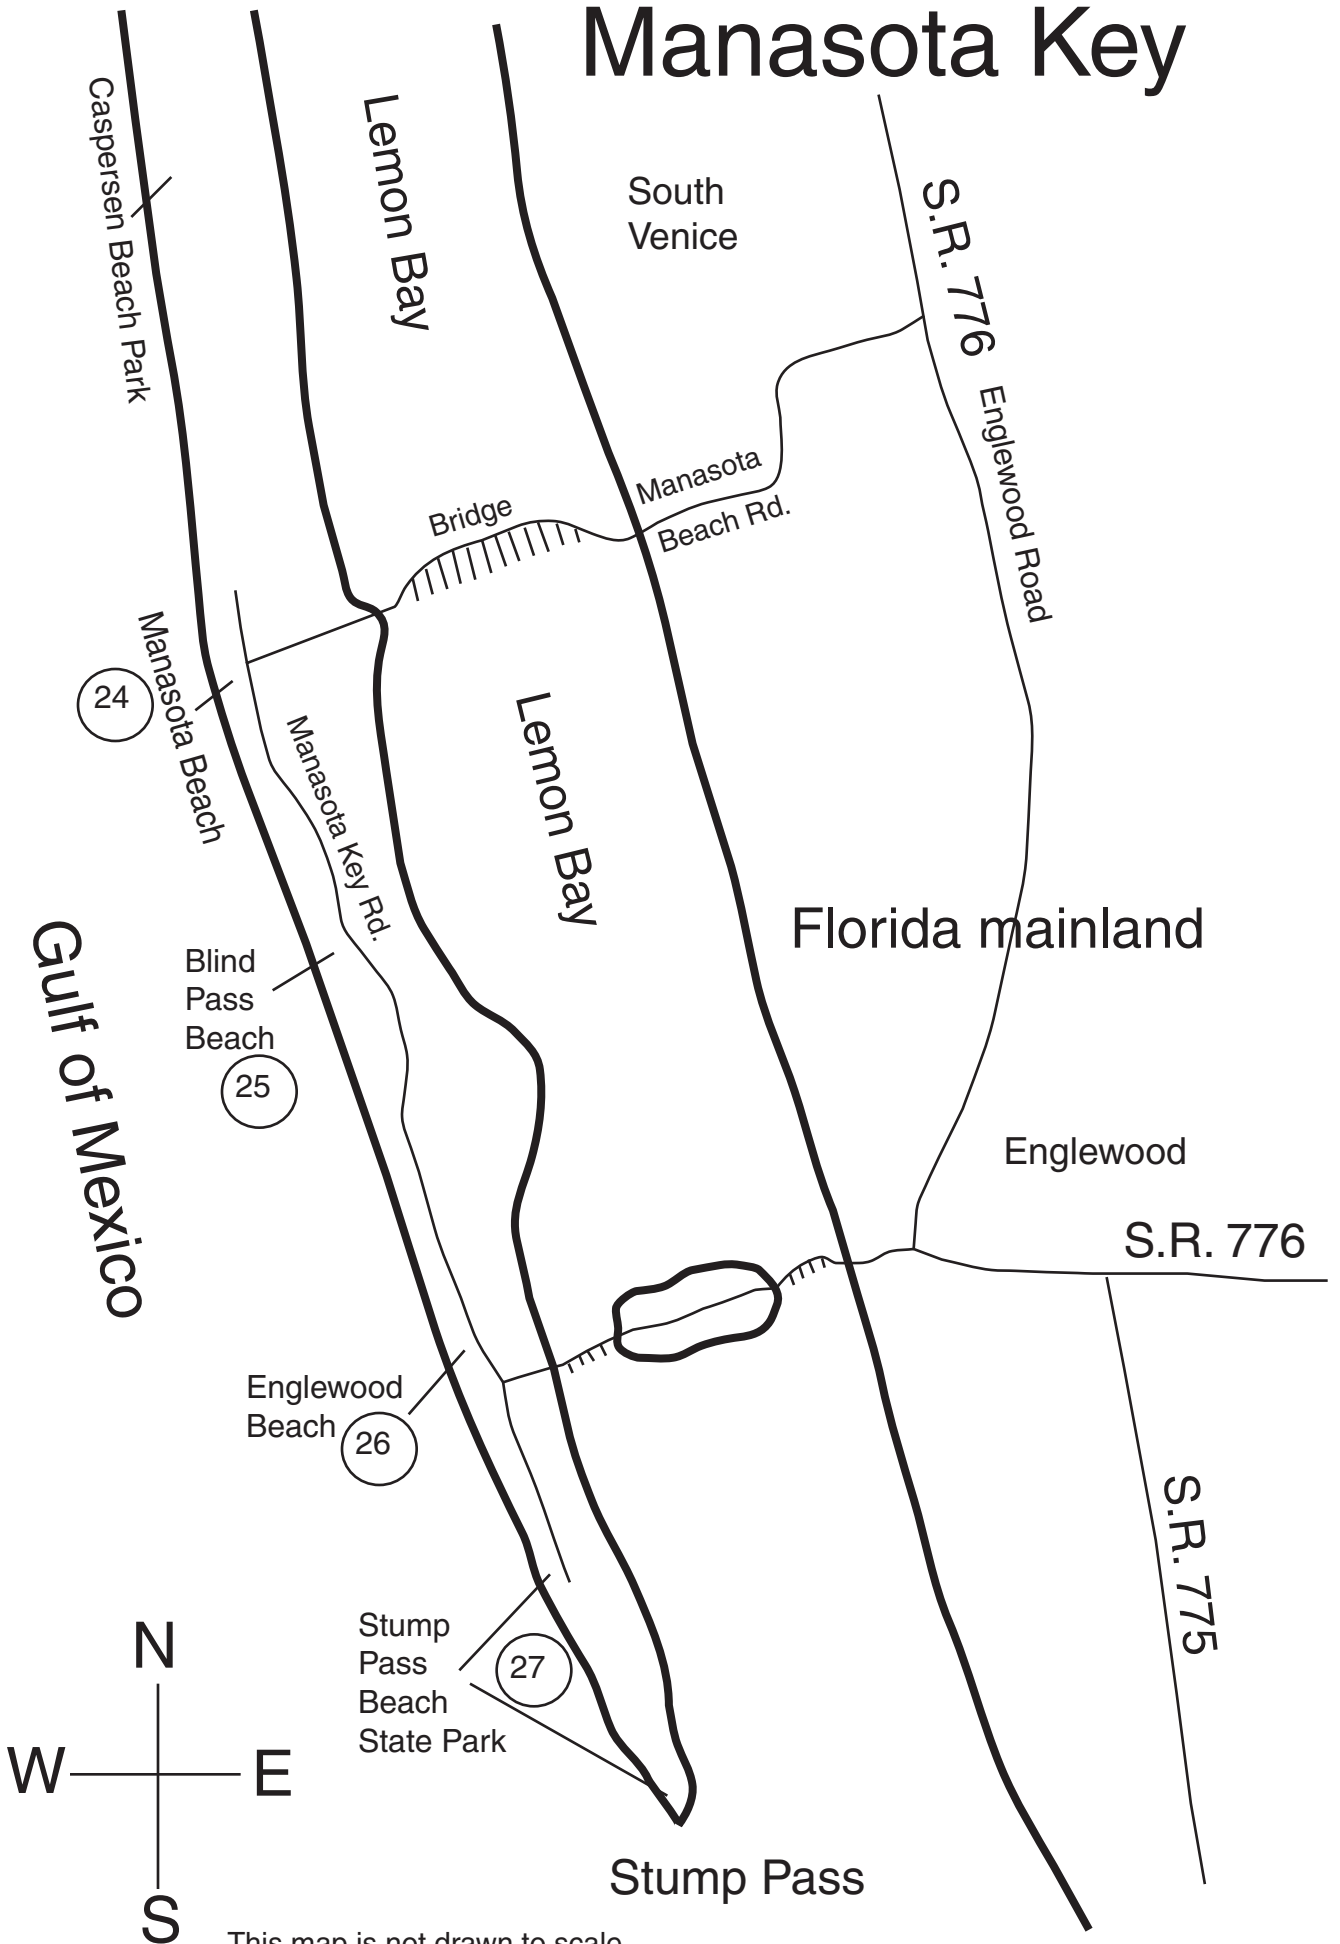 Manasota Key
Caspersen Beach Park
Lemon Bay
South
Venice
S.R. 776
Englewood Road
Bridge
Manasota
Beach Rd.
24
Manasota Beach
Manasota Key Rd.
Lemon Bay
Gulf of Mexico
Blind
Pass
Beach
25
Florida mainland
Englewood
S.R. 776
Englewood
Beach
26
S.R. 775
Stump
Pass
Beach
State Park
27
N
W
E
S
Stump Pass
This map is not drawn to scale